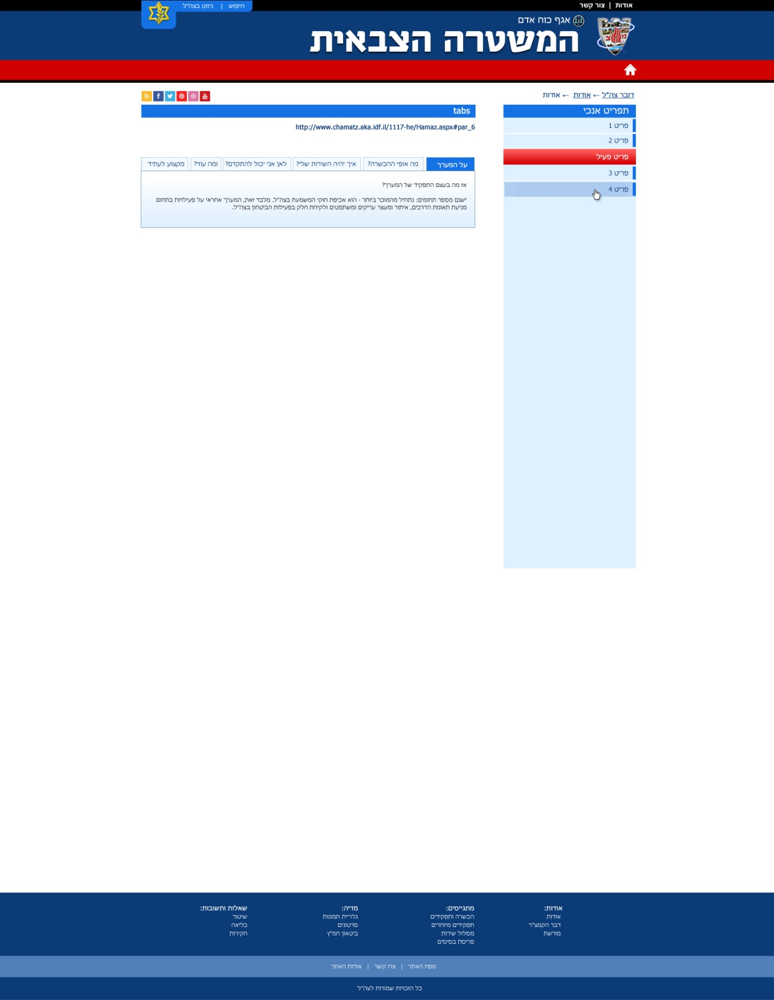 אודות | צור קשר
חיפוש | ניווט בצה"ל
אגף כוח אדם
המשטרה הצבאית
דובר צה"ל ← אודות ← אודות
תפריט אנכי
פריט 1
פריט 2
פריט פעיל
פריט 3
פריט 4
tabs
http://www.chamatz.aka.idf.il/1117-he/Hamaz.aspx#par_6
על המערך
מה אופי ההכשרה?
איך יהיה השירות שלי?
לאן אני יכול להתקדם?
ומה עוד?
מקצוע לעתיד
אז מה בעצם התפקיד של המערך?
ישנם מספר תחומים: נתחיל מהמוכר ביותר - הוא אכיפת חוקי המשמעת בצה"ל. מלבד זאת, המערך אחראי על פעילויות בתחום
מניעת תאונות הדרכים, איתור ומעצר עריקים ומשתמטים ולקיחת חלק בפעילות הביטחון בצה"ל.
אודות:
אודות
דבר הקמצ"ר
מורשת
מתגייסים:
הכשרה ותפקידים
תפקידים מיוחדים
מסלול שירות
פריסת בסיסים
מדיה:
גלריית תמונות
סרטונים
ביטאון חמ"ץ
שאלות ותשובות:
שיטור
כליאה
חקירות
מפת האתר | צרו קשר | אודות האתר
כל הזכויות שמורות לצה"ל